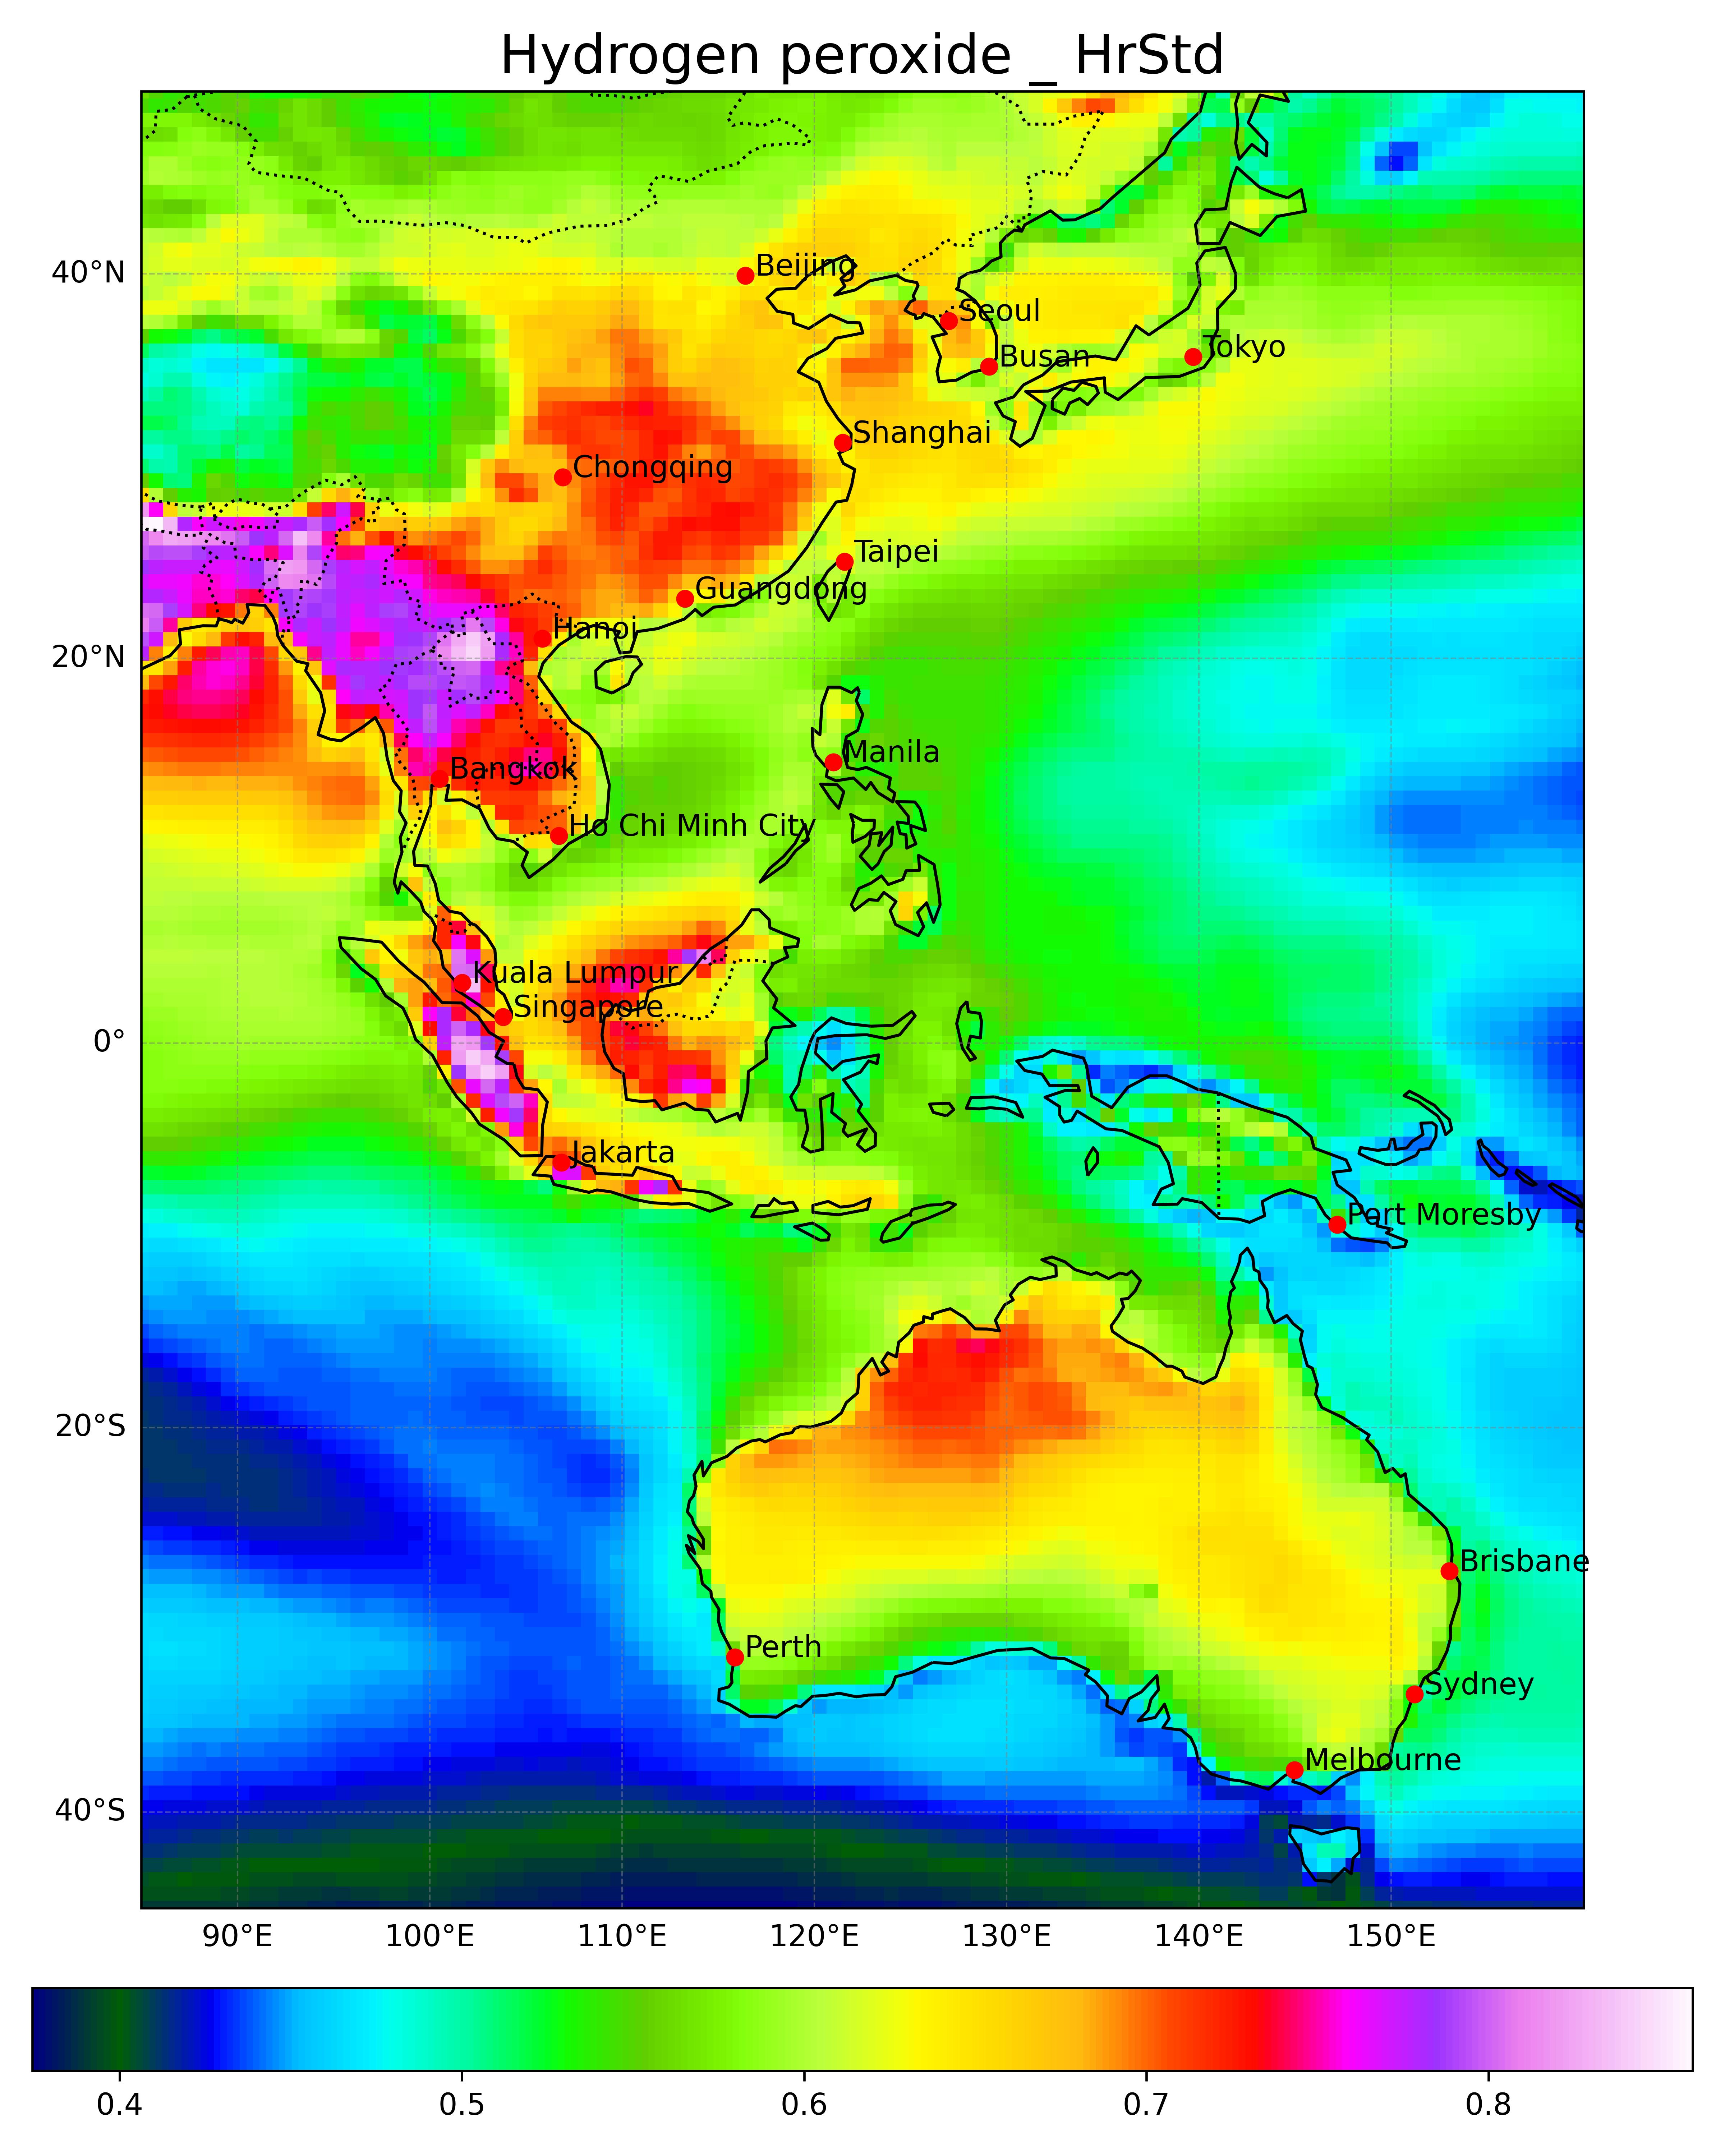 Hydrogen peroxide _ HrStd
40°N
20°N
0°
20°S
40°S
Beijing
Seoul
Busan
Tokyo
Shanghai
Chongqing
Taipei
Guangdong
Hanoi
Manila
Bangkok
Ho Chi Minh City
Kuala Lumpur
Singapore
Jakarta
Port Moresby
Brisbane
Perth
Sydney
Melbourne
90°E 100°E 110°E 120°E 130°E 140°E 150°E
0.4 0.5 0.6 0.7 0.8